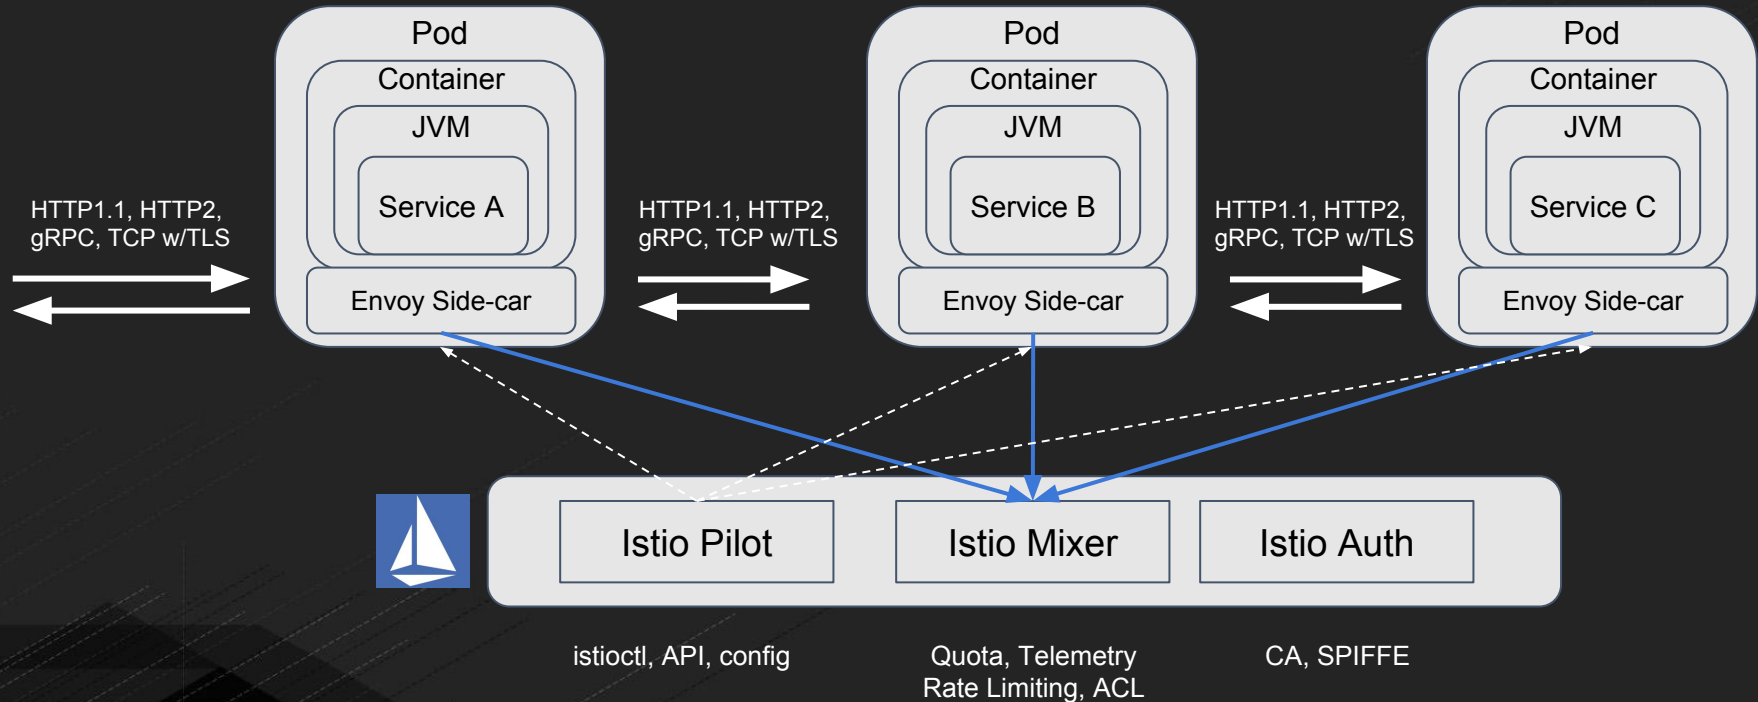 Pod
Container
JVM
Service A
Envoy Side-car
Pod
Container
JVM
Service B
Envoy Side-car
Pod
Container
JVM
Service C
Envoy Side-car
HTTP1.1, HTTP2,
gRPC, TCP w/TLS
HTTP1.1, HTTP2,
gRPC, TCP w/TLS
HTTP1.1, HTTP2,
gRPC, TCP w/TLS
Istio Pilot
Istio Mixer
Istio Auth
istioctl, API, config
Quota, Telemetry
Rate Limiting, ACL
CA, SPIFFE